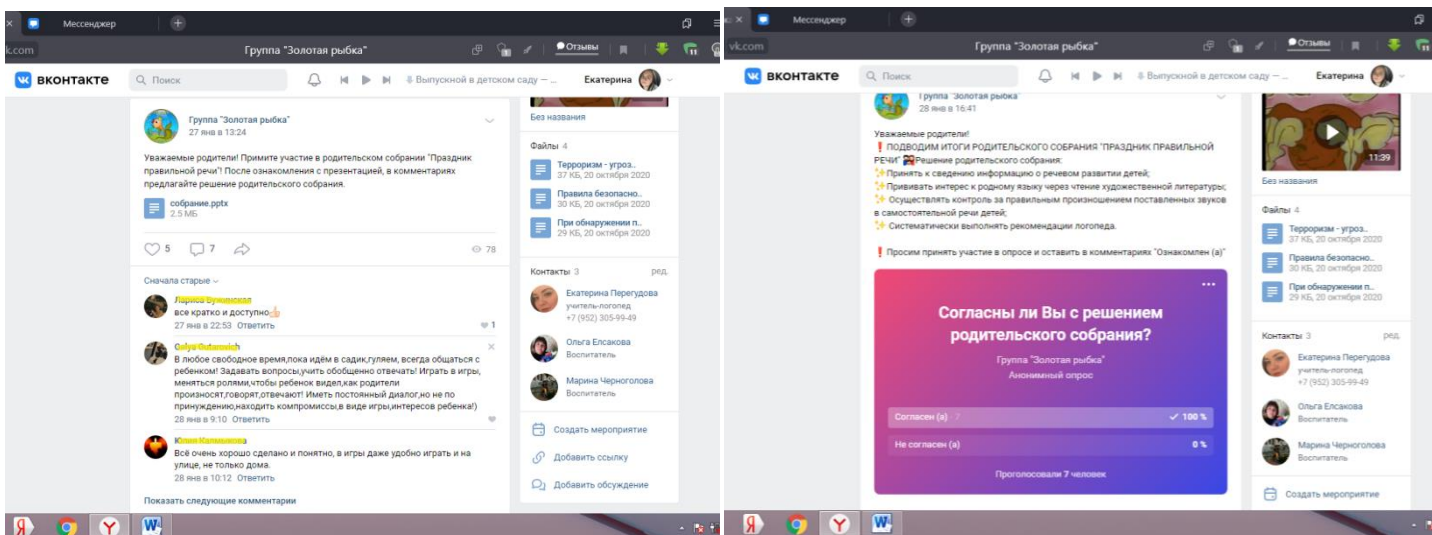 Мессенджер
k.com
Группа "Золотая рыбка"
Отзывы
вконтакте
Поиск
Выпускной в детском саду — ...
Екатерина
Группа "Золотая рыбка"
27 янв в 13:24
Уважаемые родители! Примите участие в родительском собрании "Праздник
правильной речи"! После ознакомления с презентацией, в комментариях
предлагайте решение родительского собрания.
собрание.pptx
2.5 МБ
5
7
78
Сначала старые
все кратко и доступно
27 янв в 22:53 Ответить
1
В любое свободное время,пока идём в садик,гуляем, всегда общаться с
ребенком! Задавать вопросы,учить обобщенно отвечать! Играть в игры,
меняться ролями,чтобы ребенок видел,как родители
произносят,говорят,отвечают! Иметь постоянный диалог,но не по
принуждению,находить компромиссы,в виде игры,интересов ребенка!)
28 янв в 9:10 Ответить
Всё очень хорошо сделано и понятно, в игры даже удобно играть и на
улице, не только дома.
28 янв в 10:12 Ответить
Показать следующие комментарии
Без названия
Файлы 4
Терроризм - угроз..
37 КБ, 20 октября 2020
Правила безопасно..
30 КБ, 20 октября 2020
При обнаружении п..
29 КБ, 20 октября 2020
Контакты 3
ред.
Екатерина Перегудова
учитель-логопед
+7 (952) 305-99-49
Ольга Елсакова
Воспитатель
Марина Черноголова
Воспитатель
Создать мероприятие
Добавить ссылку
Добавить обсуждение
Мессенджер
vk.com
Группа "Золотая рыбка"
Отзывы
вконтакте
Поиск
Выпускной в детском саду — ...
Екатерина
Группа "Золотая рыбка"
28 янв в 16:41
Уважаемые родители!
❗ ПОДВОДИМ ИТОГИ РОДИТЕЛЬСКОГО СОБРАНИЯ "ПРАЗДНИК ПРАВИЛЬНОЙ
РЕЧИ" Решение родительского собрания:
✨Принять к сведению информацию о речевом развитии детей;
✨Прививать интерес к родному языку через чтение художественной литературы;
✨ Осуществлять контроль за правильным произношением поставленных звуков
в самостоятельной речи детей;
✨ Систематически выполнять рекомендации логопеда.
❗ Просим принять участие в опросе и оставить в комментариях "Ознакомлен (а)"
Согласны ли Вы с решением
родительского собрания?
Группа "Золотая рыбка"
Анонимный опрос
Согласен (а) · 7
100 %
Не согласен (а)
0 %
Проголосовали 7 человек
11:39
Без названия
Файлы 4
Терроризм - угроз..
37 КБ, 20 октября 2020
Правила безопасно..
30 КБ, 20 октября 2020
При обнаружении п..
29 КБ, 20 октября 2020
Контакты 3
ред.
Екатерина Перегудова
учитель-логопед
+7 (952) 305-99-49
Ольга Елсакова
Воспитатель
Марина Черноголова
Воспитатель
Создать мероприятие